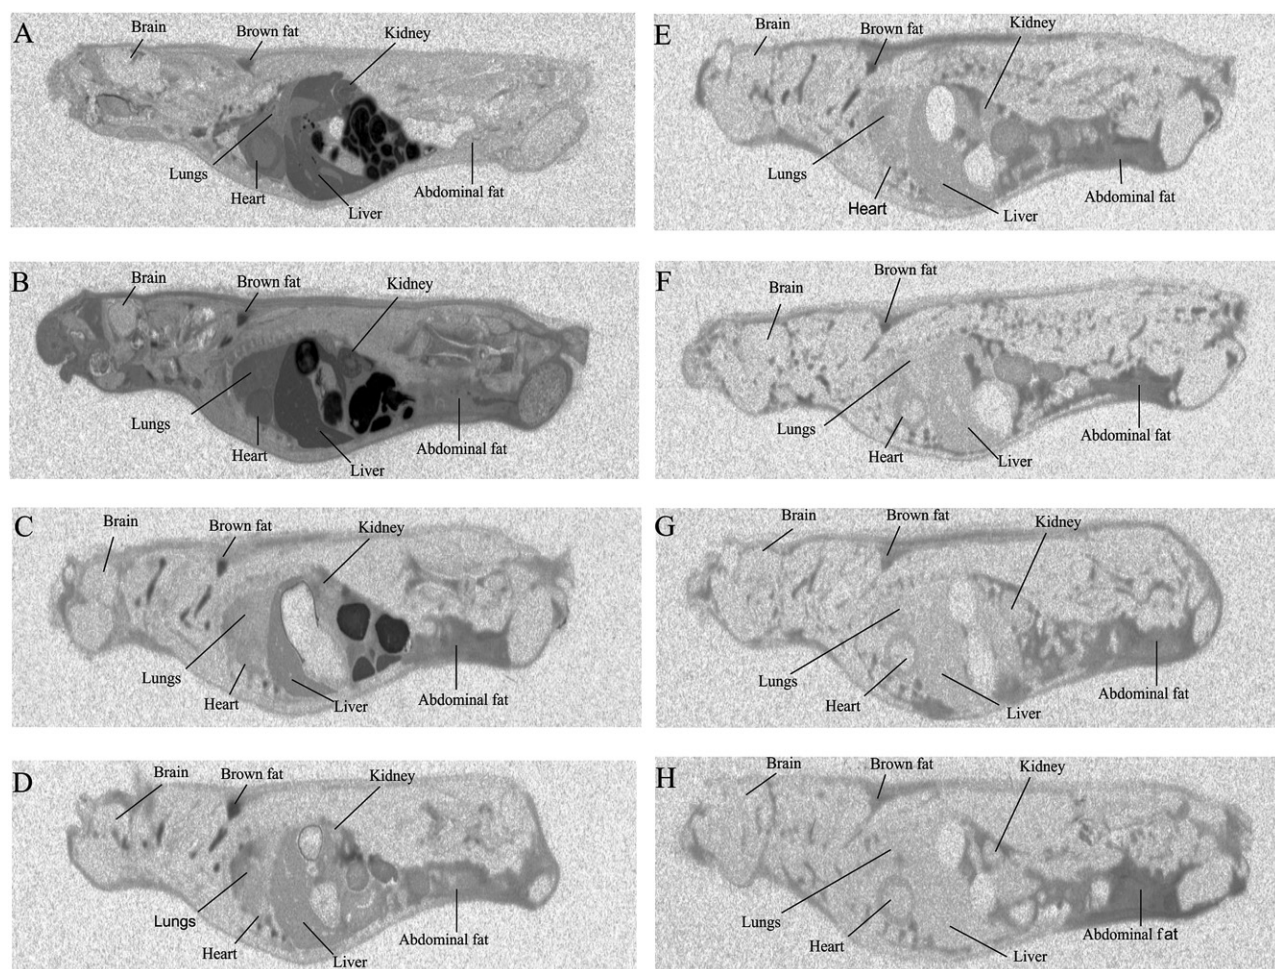 A
Brain
Brown fat
Kidney
Lungs
Heart
Liver
Abdominal fat
B
Brain
Brown fat
Kidney
Lungs
Heart
Liver
Abdominal fat
C
Brain
Brown fat
Kidney
Lungs
Heart
Liver
Abdominal fat
D
Brain
Brown fat
Kidney
Lungs
Heart
Liver
Abdominal fat
E
Brain
Brown fat
Kidney
Lungs
Heart
Liver
Abdominal fat
F
Brain
Brown fat
Lungs
Heart
Liver
Abdominal fat
G
Brain
Brown fat
Kidney
Lungs
Heart
Liver
Abdominal fat
H
Brain
Brown fat
Kidney
Lungs
Heart
Liver
Abdominal fat